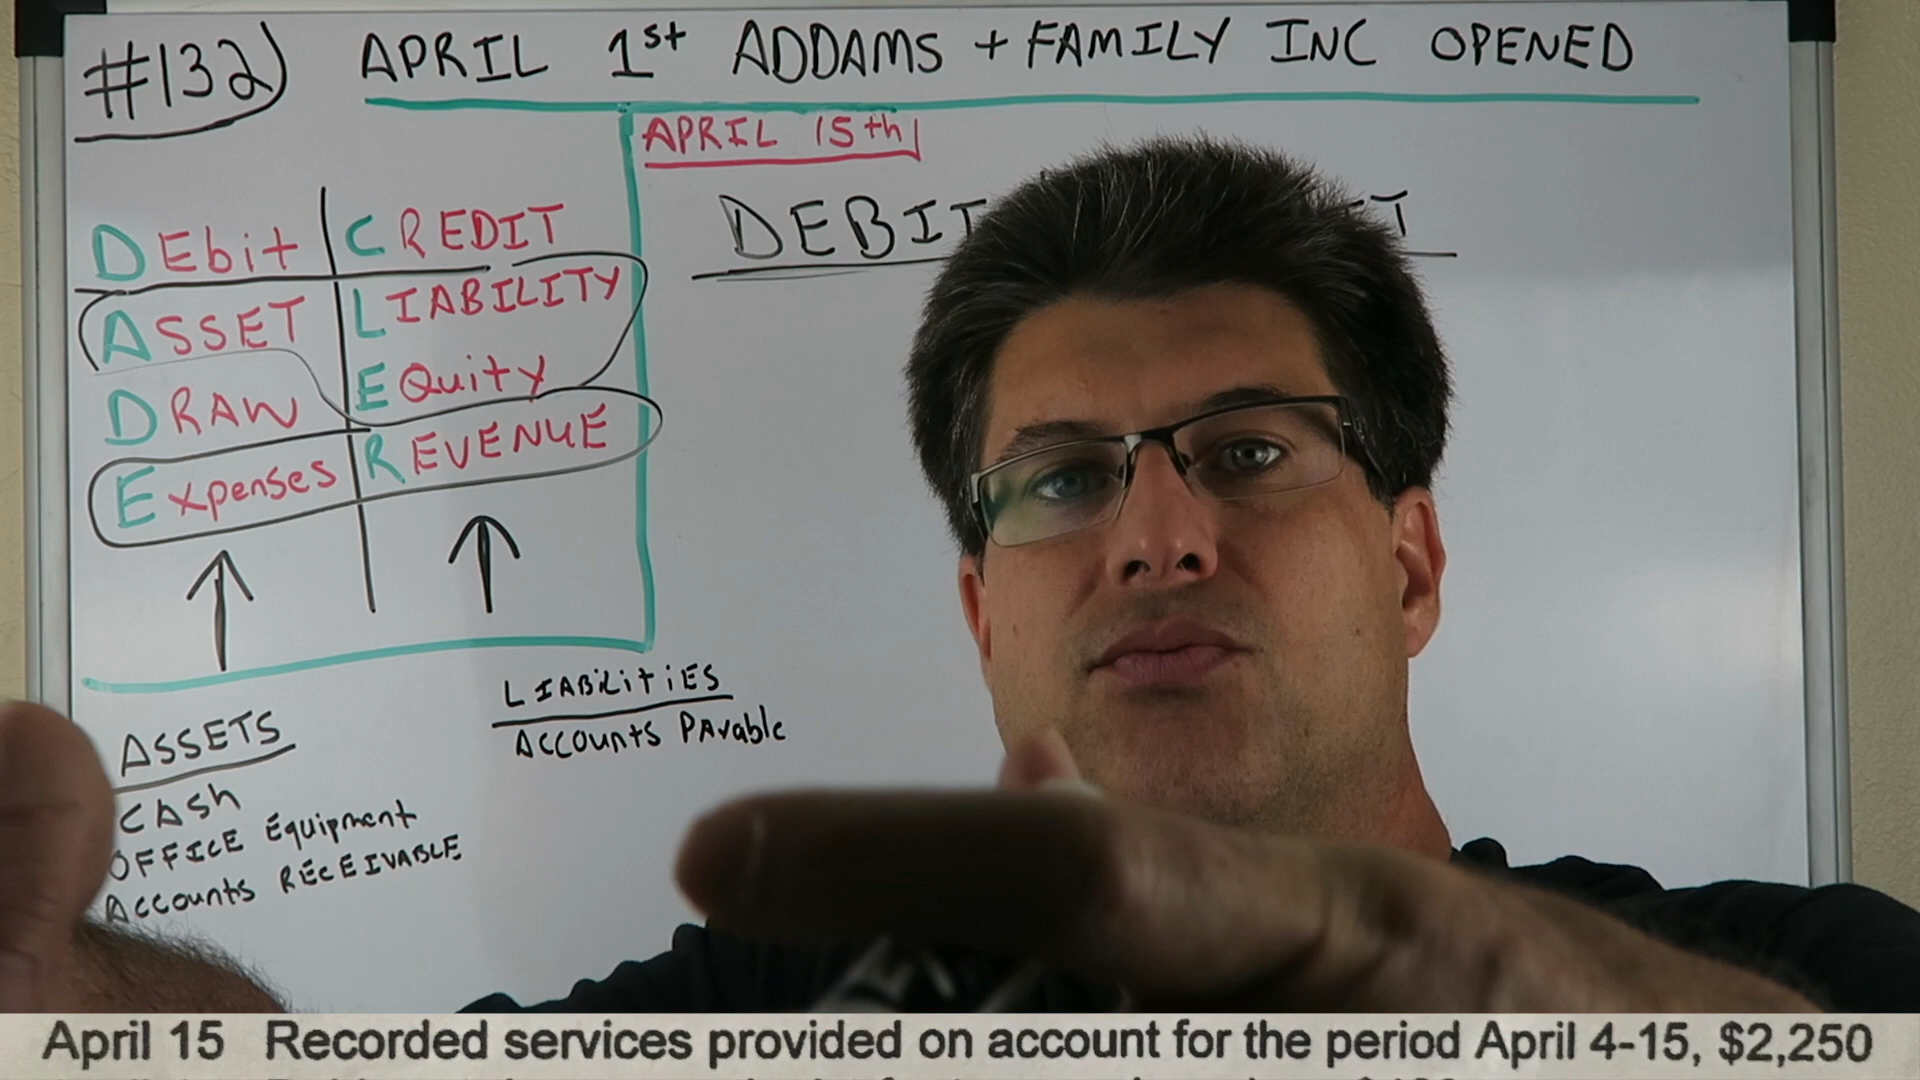 #132) APRIL 1st ADDAMS + FAMILY INC OPENED
APRIL 15th
DEbit CREDIT
ASSET LIABILITY
DRAW EQuity
Expenses REVENUE
DEBIT
ASSETS
CASh
OFFICE Equipment
Accounts RECEIVABLE
LIABiLiTiES
ACCOUNTS PAYable
April 15 Recorded services provided on account for the period April 4-15, $2,250